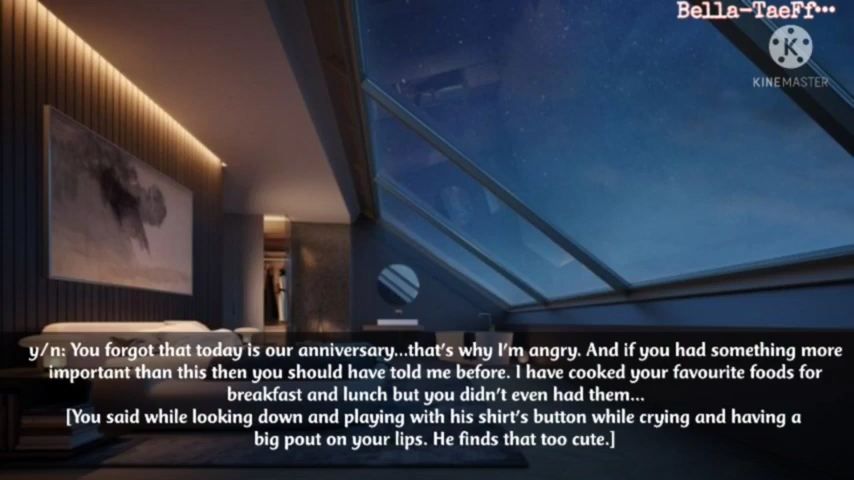 Bella-TaeFf...
KINEMASTER
y/n: You forgot that today is our anniversary...that's why I'm angry. And if you had something more
important than this then you should have told me before. I have cooked your favourite foods for
breakfast and lunch but you didn't even had them...
[You said while looking down and playing with his shirt's button while crying and having a
big pout on your lips. He finds that too cute.]